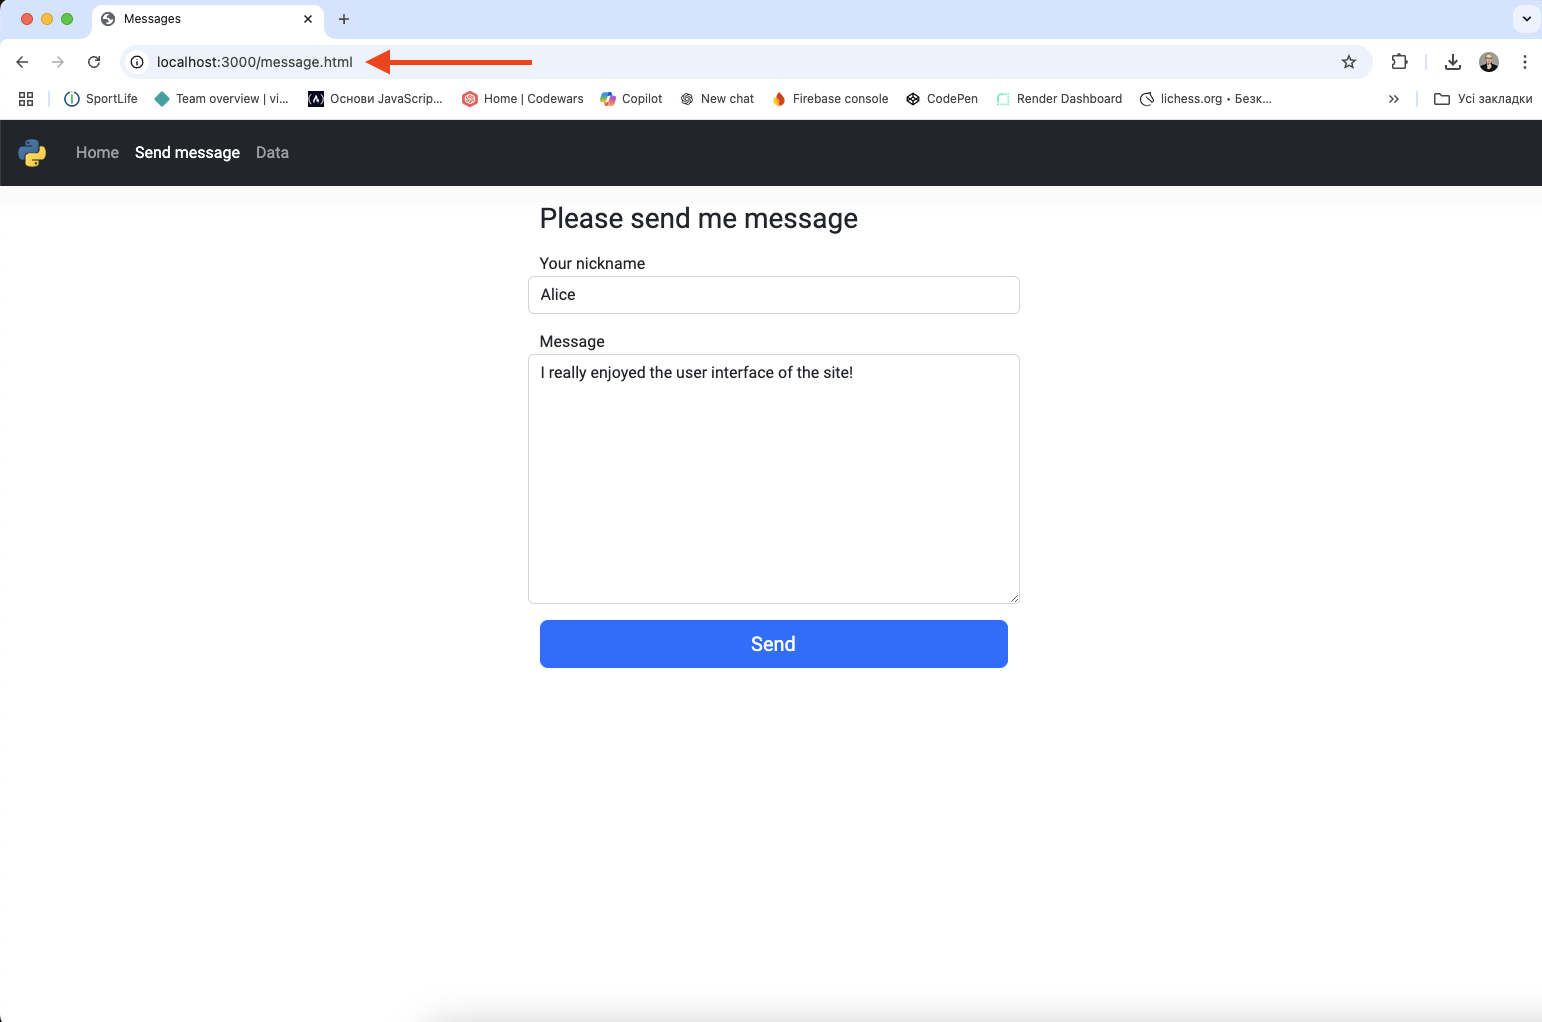 Messages
localhost:3000/message.html
SportLife
Team overview | vi...
Основи JavaScrip...
Home | Codewars
Copilot
New chat
Firebase console
CodePen
Render Dashboard
lichess.org • Безк...
Усі закладки
Home
Send message
Data
Please send me message
Your nickname
Alice
Message
I really enjoyed the user interface of the site!
Send